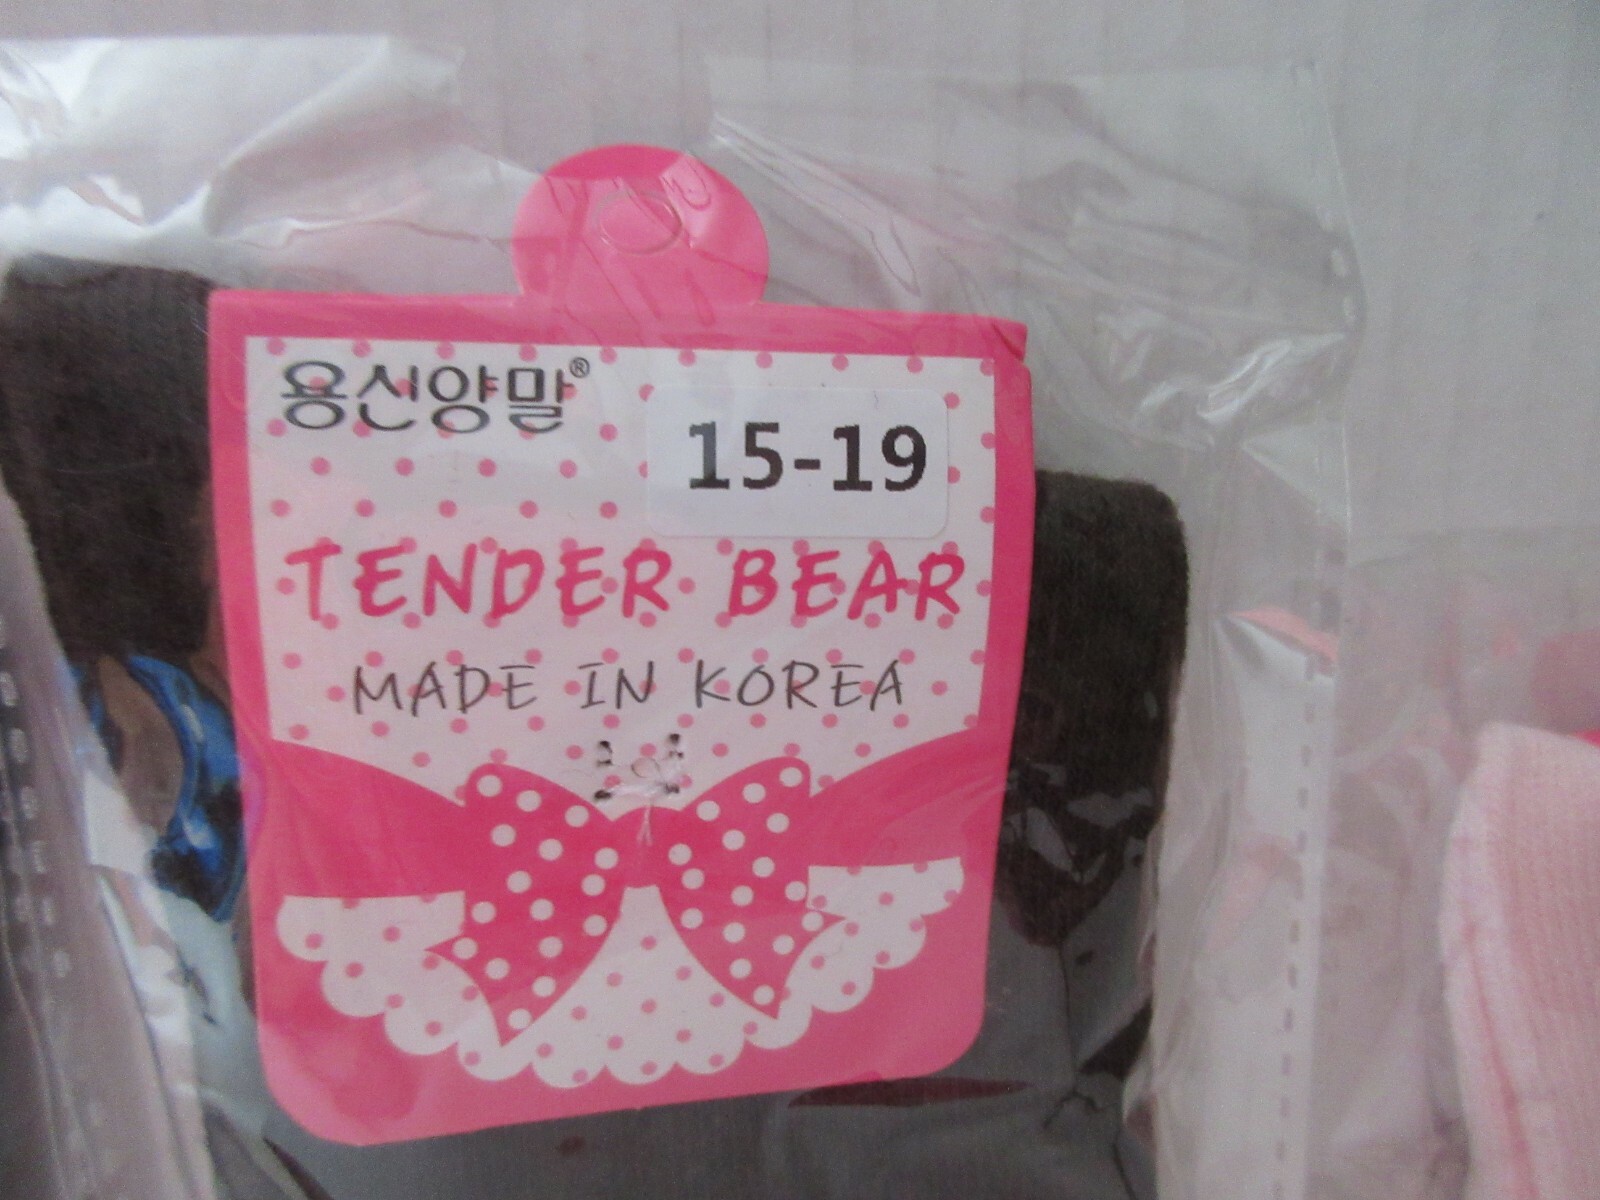 용신양말®
15-19
TENDER BEAR
MADE IN KOREA